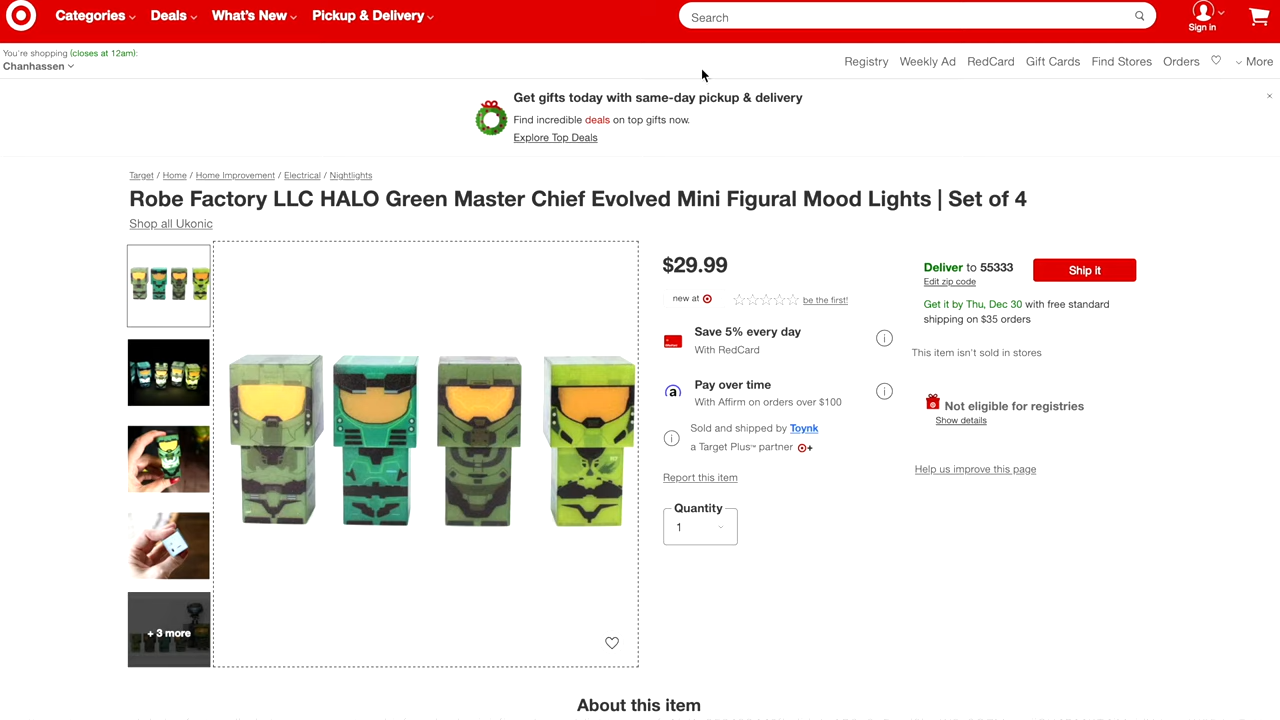 Categories
Deals
What's New
Pickup & Delivery
Search
Sign in
You're shopping (closes at 12am):
Chanhassen
Registry
Weekly Ad
RedCard
Gift Cards
Find Stores
Orders
More
Get gifts today with same-day pickup & delivery
Find incredible deals on top gifts now.
Explore Top Deals
Target / Home / Home Improvement / Electrical / Nightlights
Robe Factory LLC HALO Green Master Chief Evolved Mini Figural Mood Lights | Set of 4
Shop all Ukonic
+ 3 more
$29.99
new at
be the first!
Save 5% every day
With RedCard
Pay over time
With Affirm on orders over $100
Sold and shipped by Toynk
a Target Plus™ partner
Report this item
Quantity
1
Deliver to 55333
Edit zip code
Ship it
Get it by Thu, Dec 30 with free standard
shipping on $35 orders
This item isn't sold in stores
Not eligible for registries
Show details
Help us improve this page
About this item